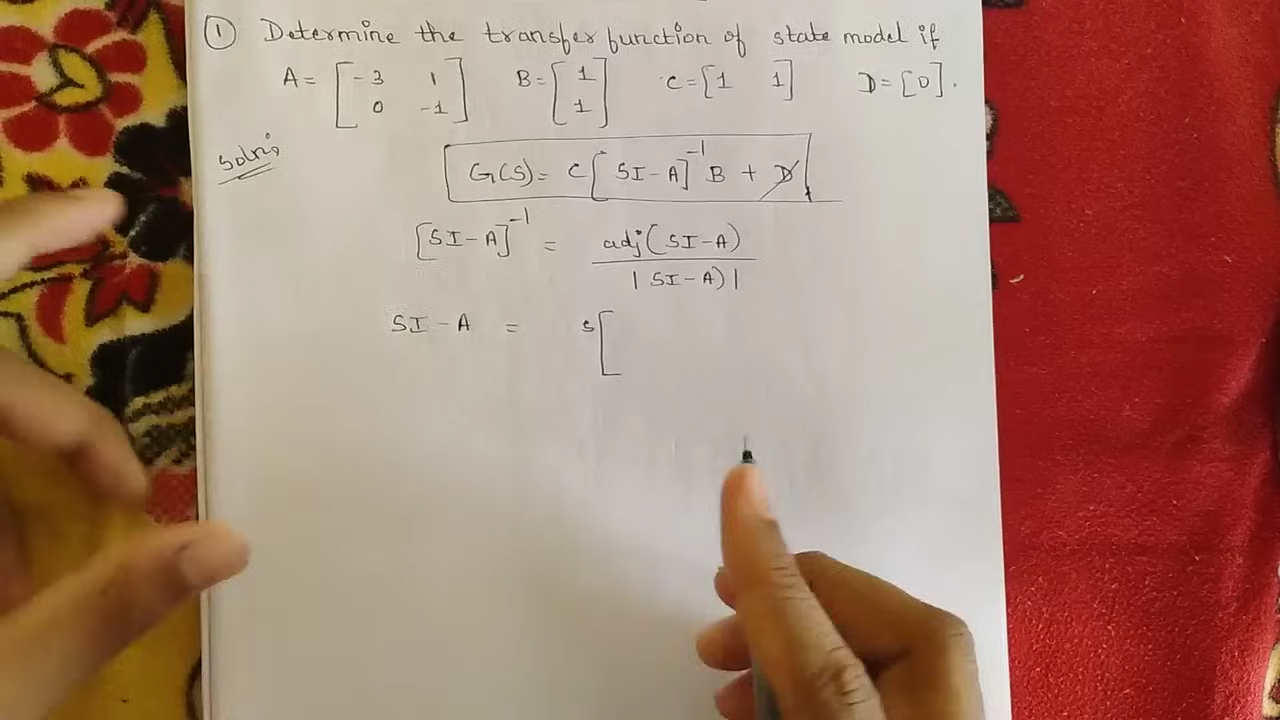 ① Determine the transfer function of state model if
A = [-3 1 0 -1] B = [1 1] C = [1 1] D = [0].
Soln:,
G(S) = C [SI-A]^-1 B + D
[SI-A]^-1 = adj(SI-A)
| SI-A) |
SI-A = s[